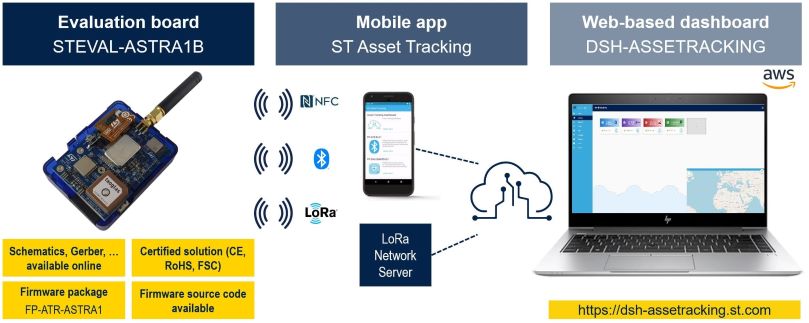 Evaluation board
STEVAL-ASTRA1B
Mobile app
ST Asset Tracking
Web-based dashboard
DSH-ASSETRACKING
aws
NFC
LoRa
LoRa
Network
Server
Schematics, Gerber, …
available online
Certified solution (CE,
RoHS, FSC)
Firmware package
FP-ATR-ASTRA1
Firmware source code
available
https://dsh-assetracking.st.com